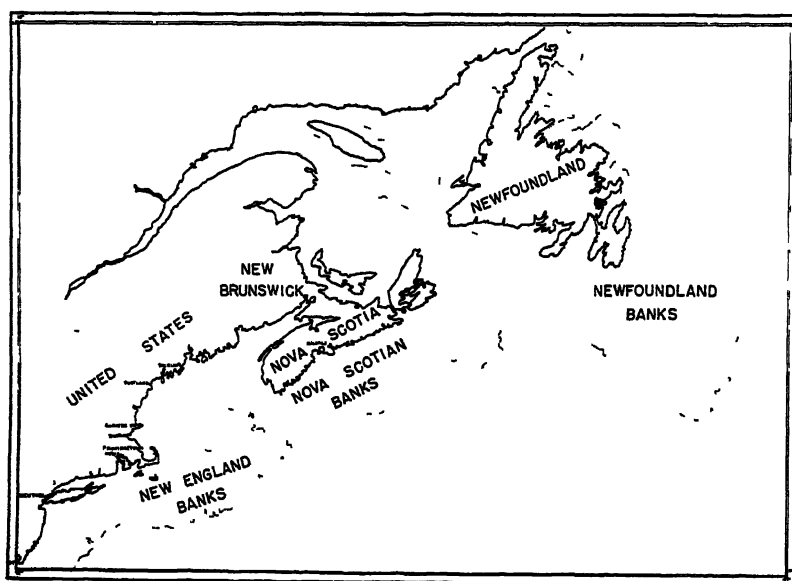 NEWFOUNDLAND
NEW
BRUNSWICK
NEWFOUNDLAND
BANKS
UNITED STATES
NOVA SCOTIA
NOVA SCOTIAN
BANKS
NEW ENGLAND
BANKS